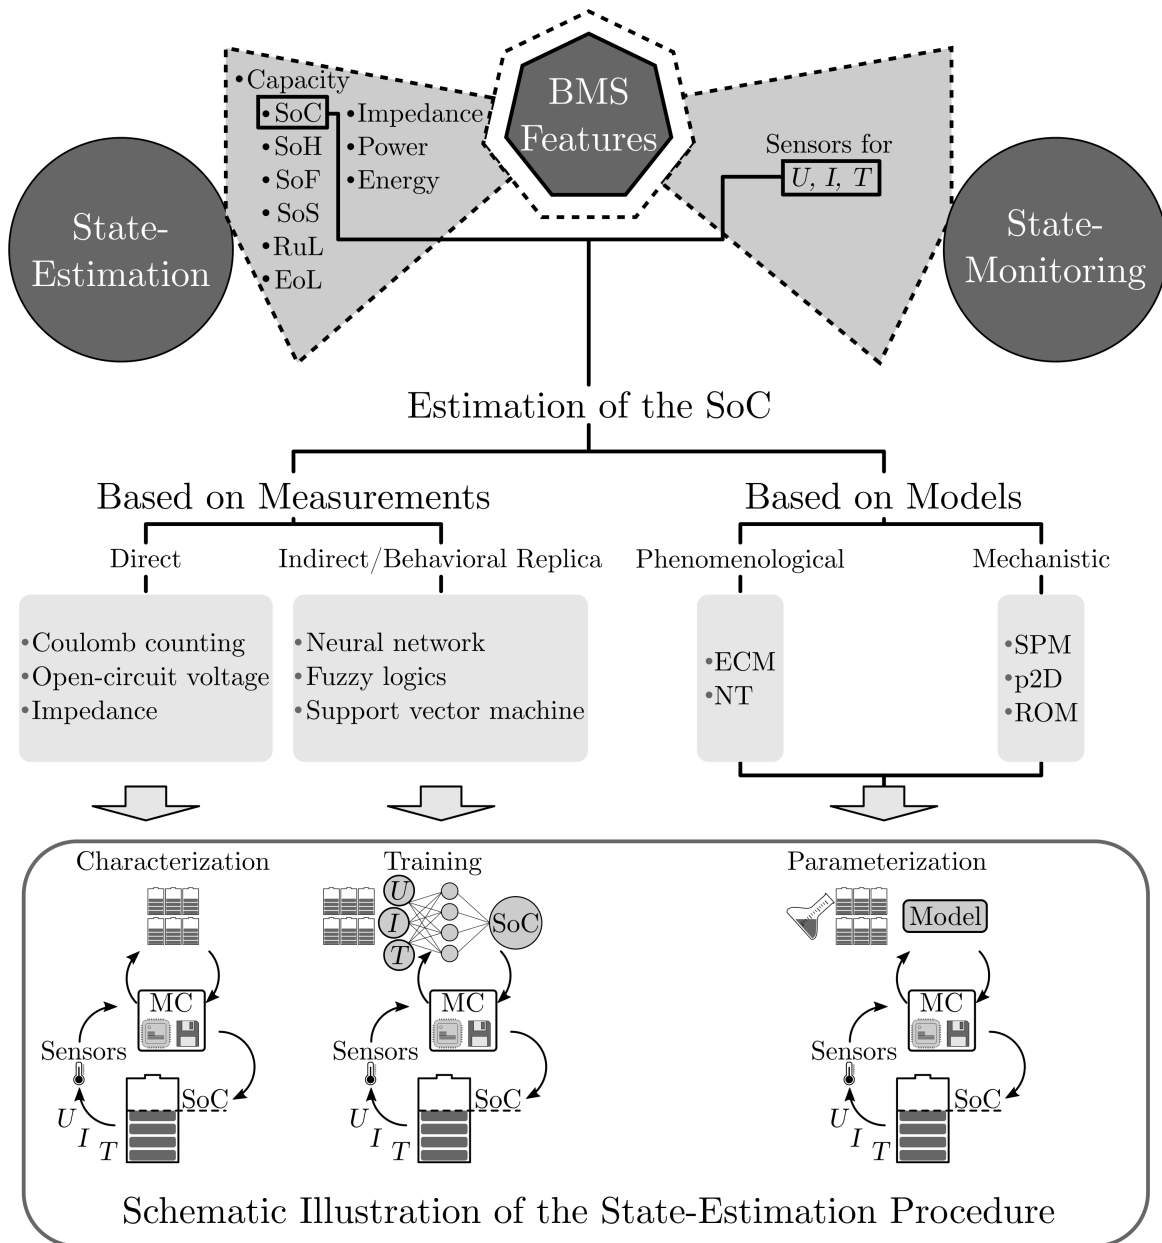 BMS
Features
State-
Estimation
•Capacity
•SoC
•SoH
•SoF
•SoS
•RuL
•EoL
•Impedance
•Power
•Energy
Sensors for
U, I, T
State-
Monitoring
Estimation of the SoC
Based on Measurements
Based on Models
Direct
Indirect/Behavioral Replica
Phenomenological
Mechanistic
•Coulomb counting
•Open-circuit voltage
•Impedance
•Neural network
•Fuzzy logics
•Support vector machine
•ECM
•NT
•SPM
•p2D
•ROM
Characterization
MC
Sensors
SoC
U
I
T
Training
U
I
T
SoC
MC
Sensors
SoC
U
I
T
Parameterization
Model
MC
Sensors
SoC
U
I
T
Schematic Illustration of the State-Estimation Procedure